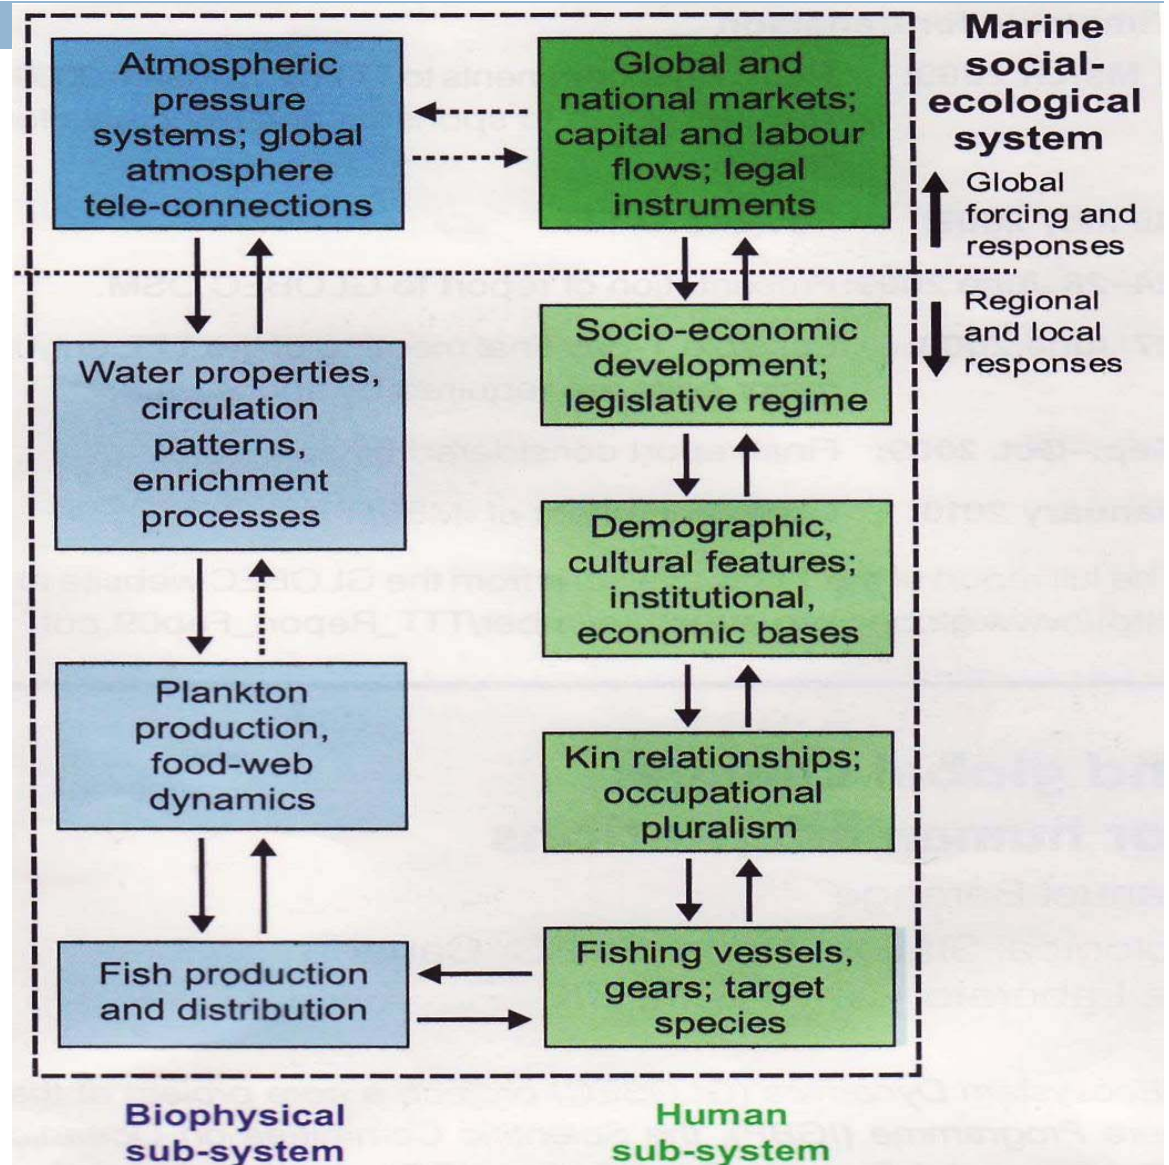 Atmospheric
pressure
systems; global
atmosphere
tele-connections
Global and
national markets;
capital and labour
flows; legal
instruments
Marine
social-
ecological
system
Global
forcing and
responses
Regional
and local
responses
Water properties,
circulation
patterns,
enrichment
processes
Socio-economic
development;
legislative regime
Demographic,
cultural features;
institutional,
economic bases
Plankton
production,
food-web
dynamics
Kin relationships;
occupational
pluralism
Fish production
and distribution
Fishing vessels,
gears; target
species
Biophysical
sub-system
Human
sub-system